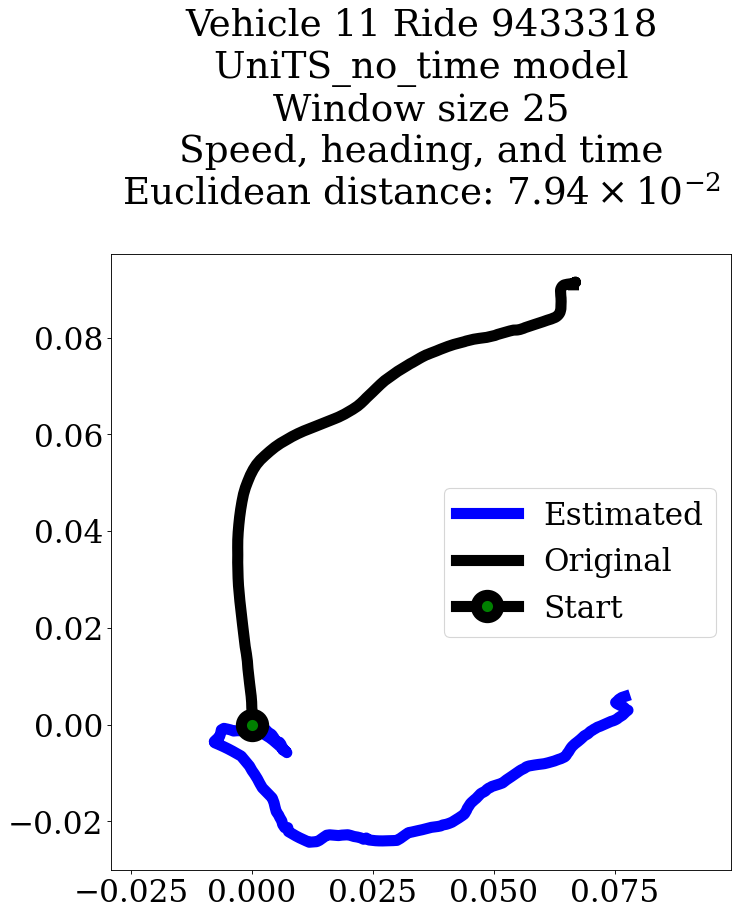 Vehicle 11 Ride 9433318
UniTS_no_time model
Window size 25
Speed, heading, and time
Euclidean distance: 7.94 × 10⁻²
0.08
0.06
0.04
0.02
0.00
−0.02
Estimated
Original
Start
−0.025 0.000 0.025 0.050 0.075